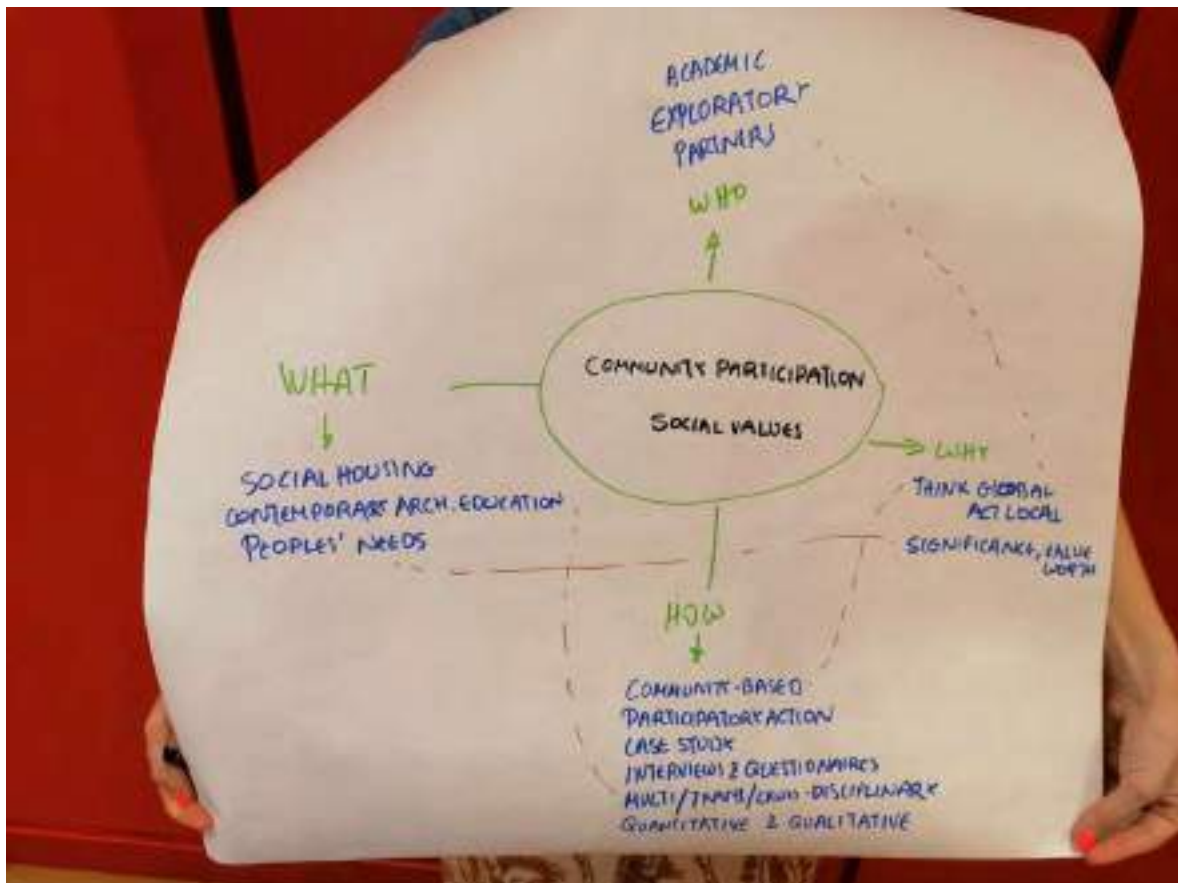 ACADEMIC
EXPLORATORY
PARTNERS
WHO
COMMUNITY PARTICIPATION
SOCIAL VALUES
WHAT
SOCIAL HOUSING
CONTEMPORARY ARCH. EDUCATION
PEOPLES' NEEDS
WHY
THINK GLOBAL
ACT LOCAL
SIGNIFICANCE, VALUE
WORTH
HOW
COMMUNITY-BASED
PARTICIPATORY ACTION
CASE STUDY
INTERVIEWS & QUESTIONAIRES
MULTI/TRANS/CROSS-DISCIPLINARY
QUANTITATIVE & QUALITATIVE